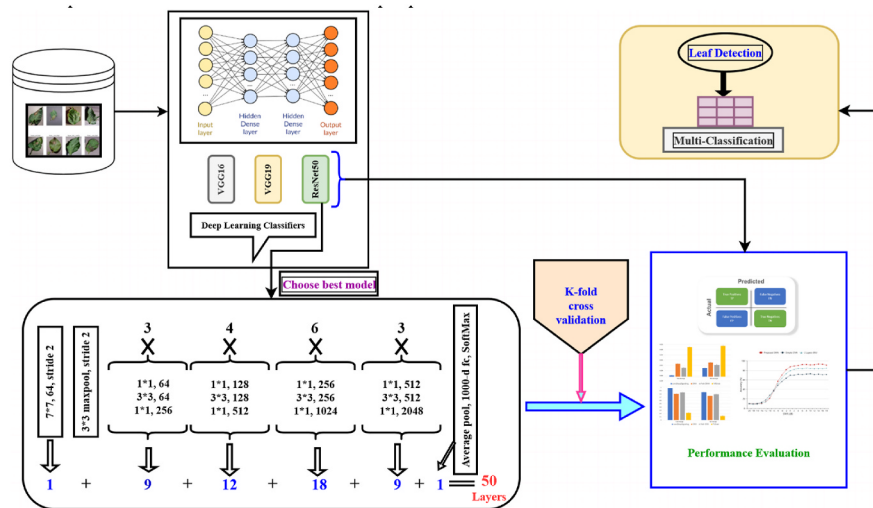 Input
layer
Hidden
Dense
layer
Hidden
Dense
layer
Output
layer
VGG16
VGG19
ResNet50
Deep Learning Classifiers
Choose best model
Leaf Detection
Multi-Classification
7*7, 64, stride 2
3*3 maxpool, stride 2
3
X
1*1, 64
3*3, 64
1*1, 256
4
X
1*1, 128
3*3, 128
1*1, 512
6
X
1*1, 256
3*3, 256
1*1, 1024
3
X
1*1, 512
3*3, 512
1*1, 2048
Average pool, 1000-d fc, SoftMax
1 + 9 + 12 + 18 + 9 + 1 = 50
Layers
K-fold
cross
validation
Predicted
Actual
Performance Evaluation